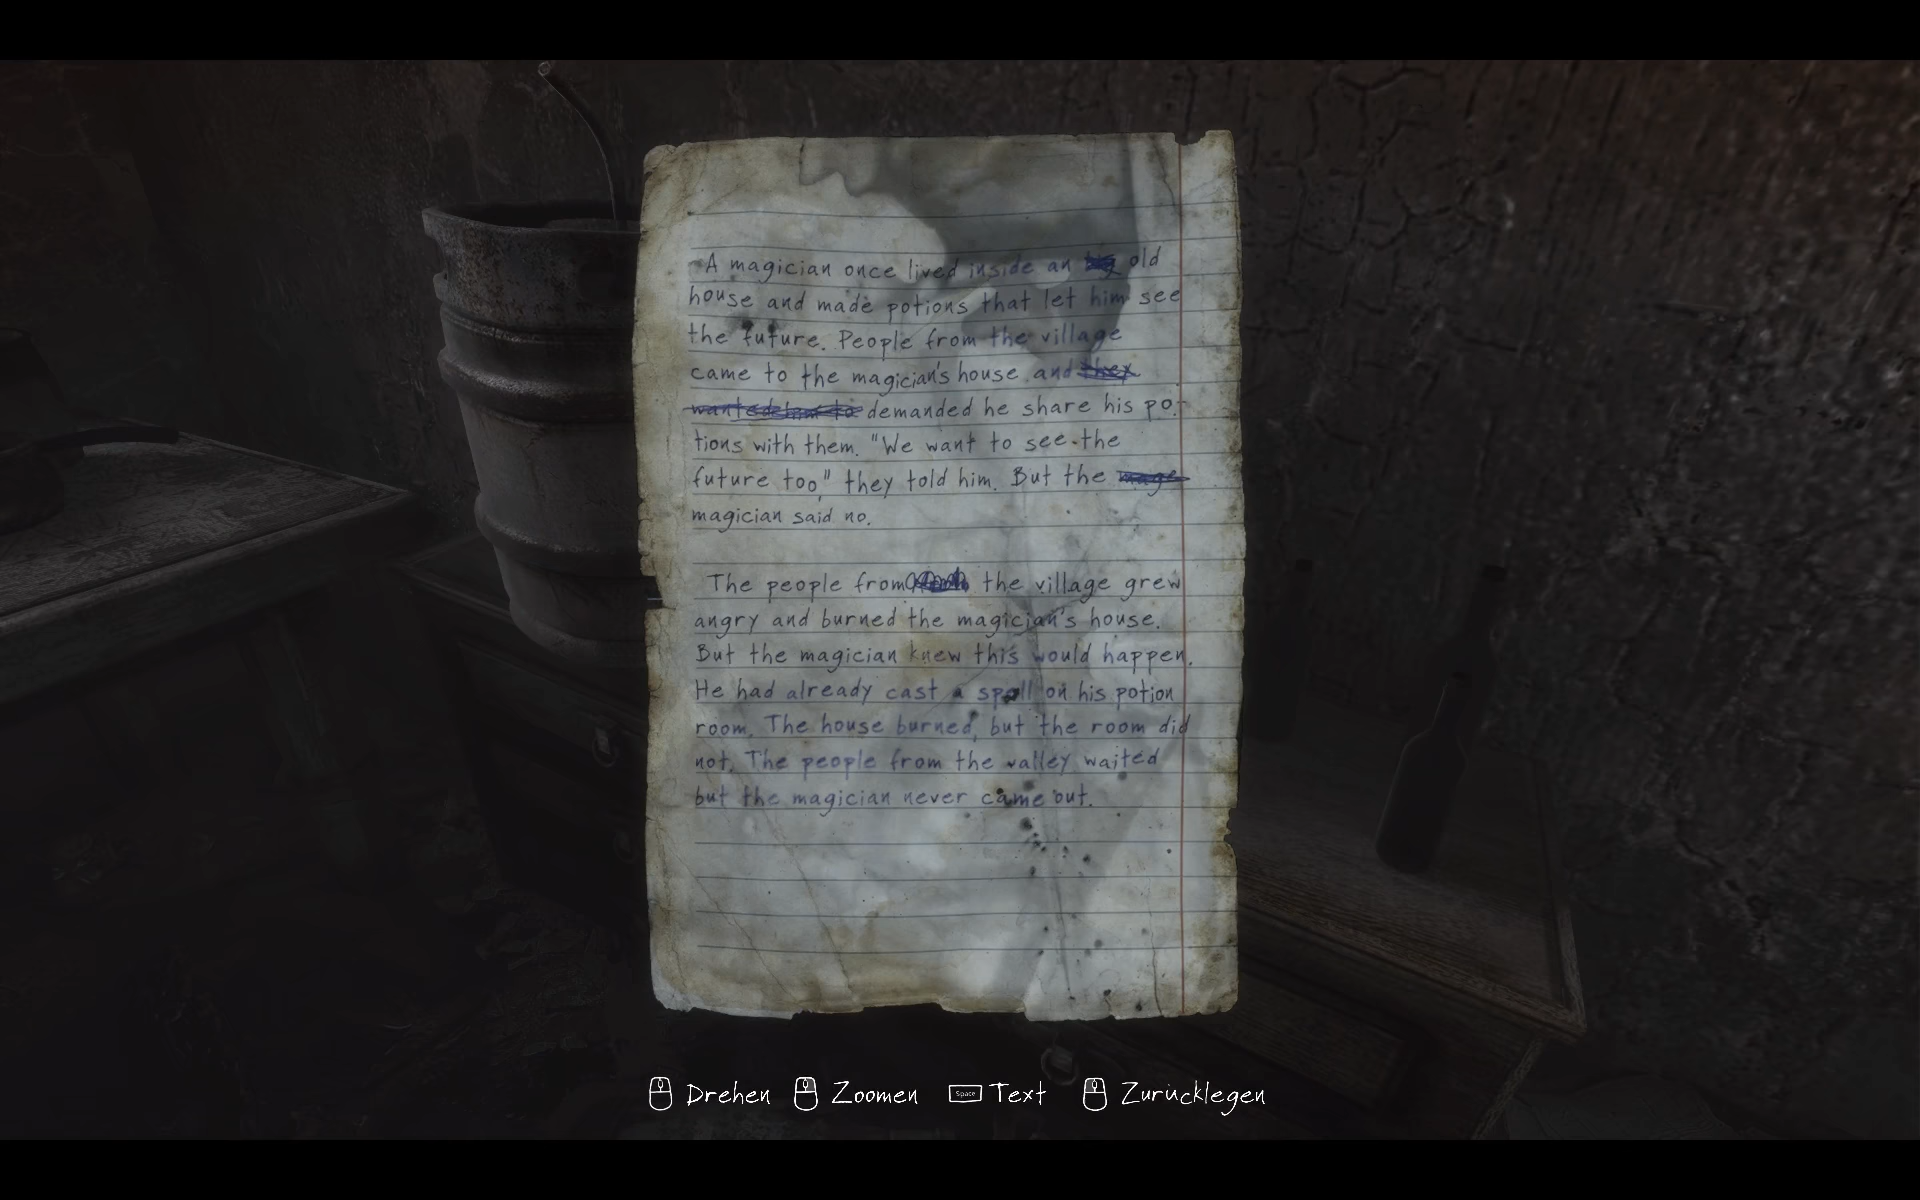 A magician once lived inside an big old
house and made potions that let him see
the future. People from the village
came to the magician's house and they
wanted him to demanded he share his po-
tions with them. "We want to see the
future too," they told him. But the mage
magician said no.
The people from the village grew
angry and burned the magician's house.
But the magician knew this would happen.
He had already cast a spell on his potion
room. The house burned, but the room did
not. The people from the valley waited
but the magician never came out.
Drehen Zoomen Space Text Zurücklegen